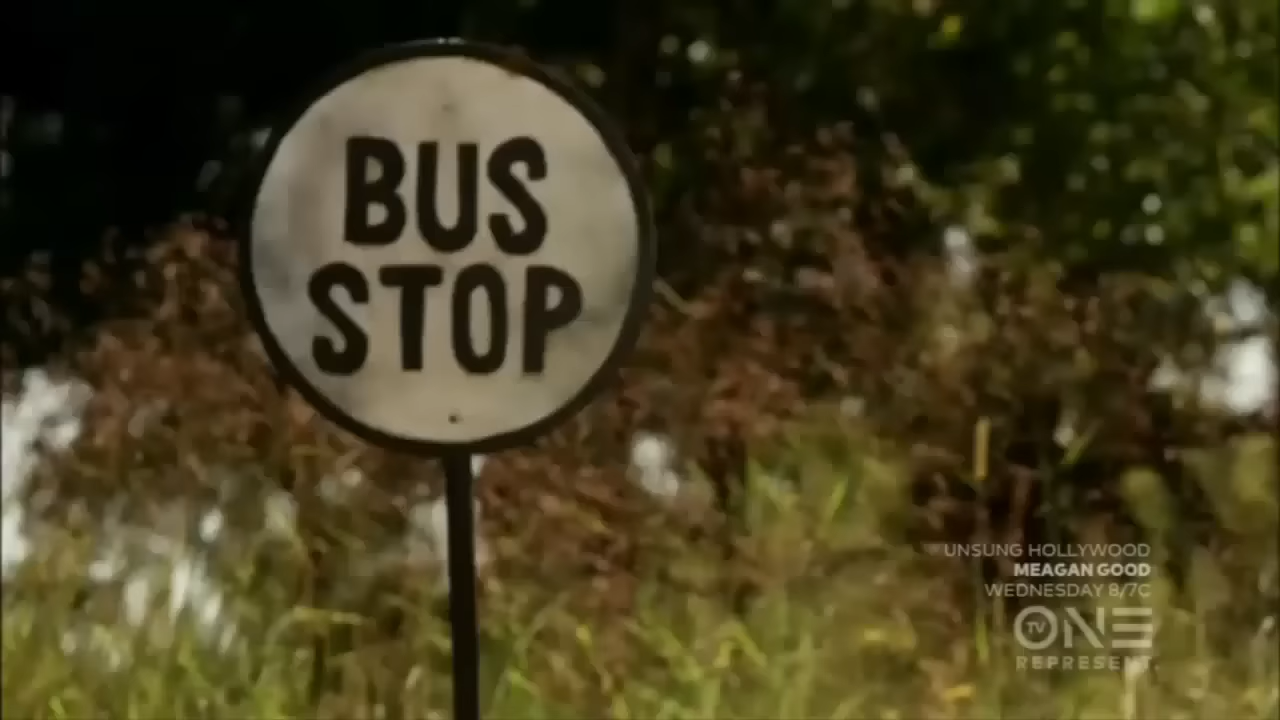 BUS
STOP
UNSUNG HOLLYWOOD
MEAGAN GOOD
WEDNESDAY 8/7C
TV ONE
REPRESENT.